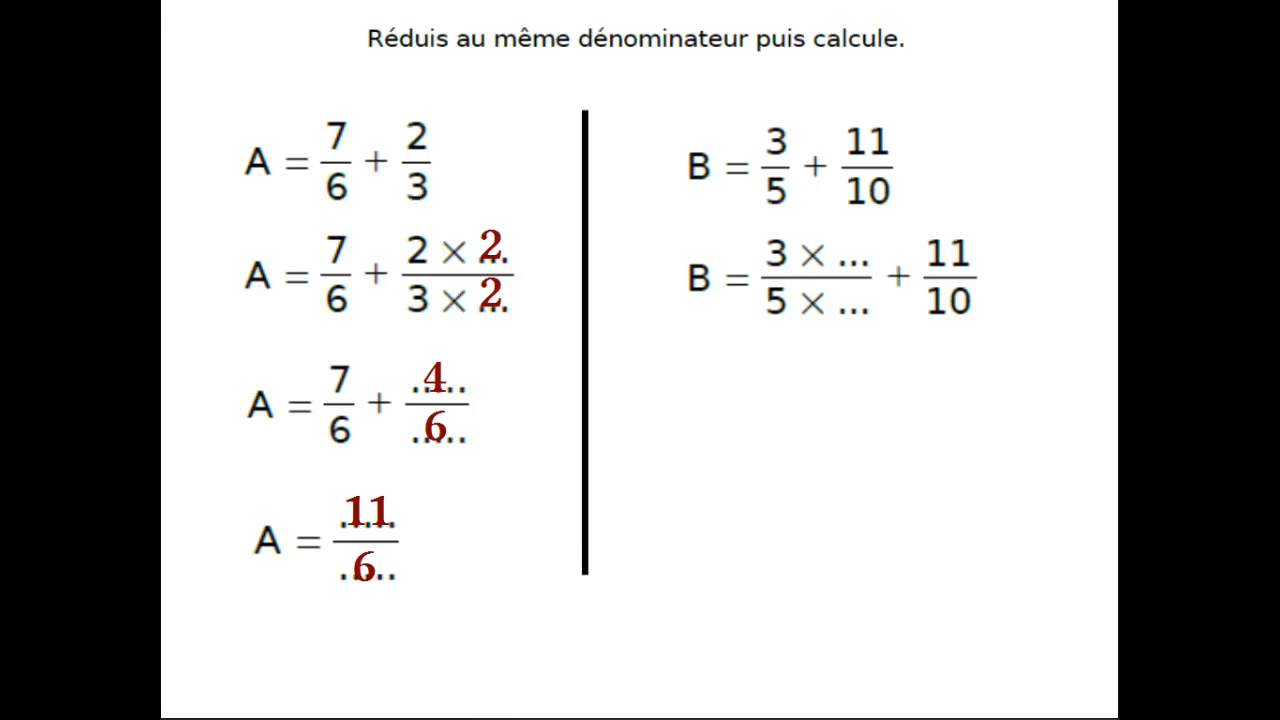 Réduis au même dénominateur puis calcule.
A = 7/6 + 2/3
A = 7/6 + (2 × 2...)/(3 × 2...)
A = 7/6 + 4...../6.....
A = 11...../6.....
B = 3/5 + 11/10
B = (3 × ...)/(5 × ...) + 11/10